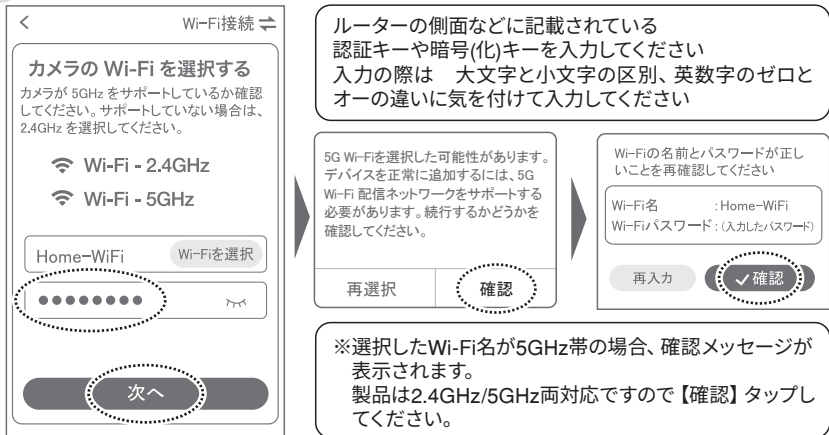 Wi-Fi接続
カメラの Wi-Fi を選択する
カメラが 5GHz をサポートしているか確認
してください。サポートしていない場合は、
2.4GHz を選択してください。
Wi-Fi - 2.4GHz
Wi-Fi - 5GHz
Home-WiFi
Wi-Fiを選択
●●●●●●●●
次へ
ルーターの側面などに記載されている
認証キーや暗号(化)キーを入力してください
入力の際は　大文字と小文字の区別、英数字のゼロと
オーの違いに気を付けて入力してください
5G Wi-Fiを選択した可能性があります。
デバイスを正常に追加するには、5G
Wi-Fi 配信ネットワークをサポートする
必要があります。続行するかどうかを
確認してください。
再選択
確認
Wi-Fiの名前とパスワードが正し
いことを再確認してください
Wi-Fi名 :Home-WiFi
Wi-Fiパスワード:(入力したパスワード)
再入力
✓確認
※選択したWi-Fi名が5GHz帯の場合、確認メッセージが
表示されます。
製品は2.4GHz/5GHz両対応ですので【確認】タップし
てください。